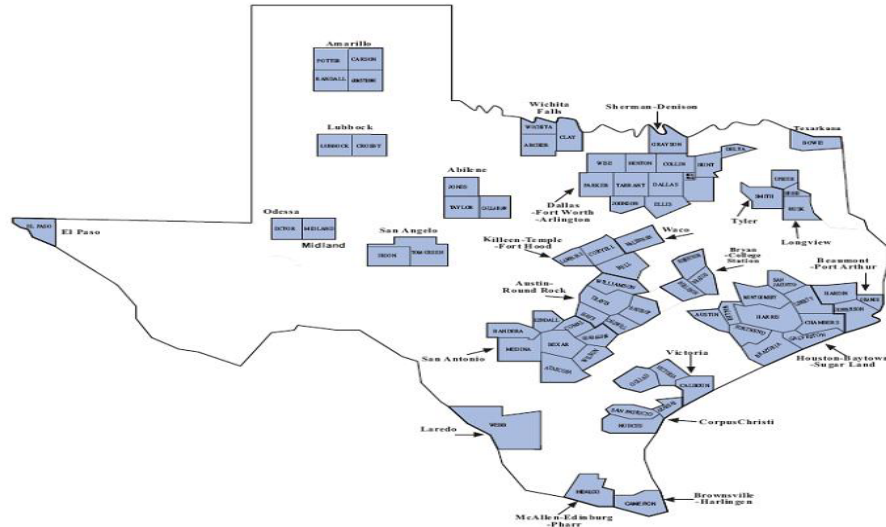 Amarillo
POTTER CARSON
RANDALL
Lubbock
LUBBOCK CROSBY
Wichita
Falls
WICHITA
CLAY
ARCHER
Sherman-Denison
GRAYSON
Texarkana
BOWIE
DELTA
WISE DENTON COLLIN HUNT
PARKER TARRANT DALLAS
JOHNSON ELLIS
Dallas
-Fort Worth
-Arlington
Abilene
JONES
TAYLOR
SMITH
RUSK
Tyler
Longview
EL PASO
El Paso
Odessa
ECTOR MIDLAND
Midland
San Angelo
IRION TOM GREEN
Killeen-Temple
-Fort Hood
CORYELL
BELL
Waco
Bryan
-College
Station
Beaumont
-Port Arthur
Austin-
Round Rock
WILLIAMSON
TRAVIS
KENDALL
BANDERA
MEDINA
BEXAR
ATASCOSA
WILSON
San Antonio
MONTGOMERY
LIBERTY
HARDIN
ORANGE
AUSTIN
HARRIS
CHAMBERS
GALVESTON
BRAZORIA
Houston-Baytown
-Sugar Land
Victoria
GOLIAD
VICTORIA
CALHOUN
SAN PATRICIO
NUECES
CorpusChristi
WEBB
Laredo
HIDALGO
CAMERON
Brownsville
-Harlingen
McAllen-Edinburg
-Pharr